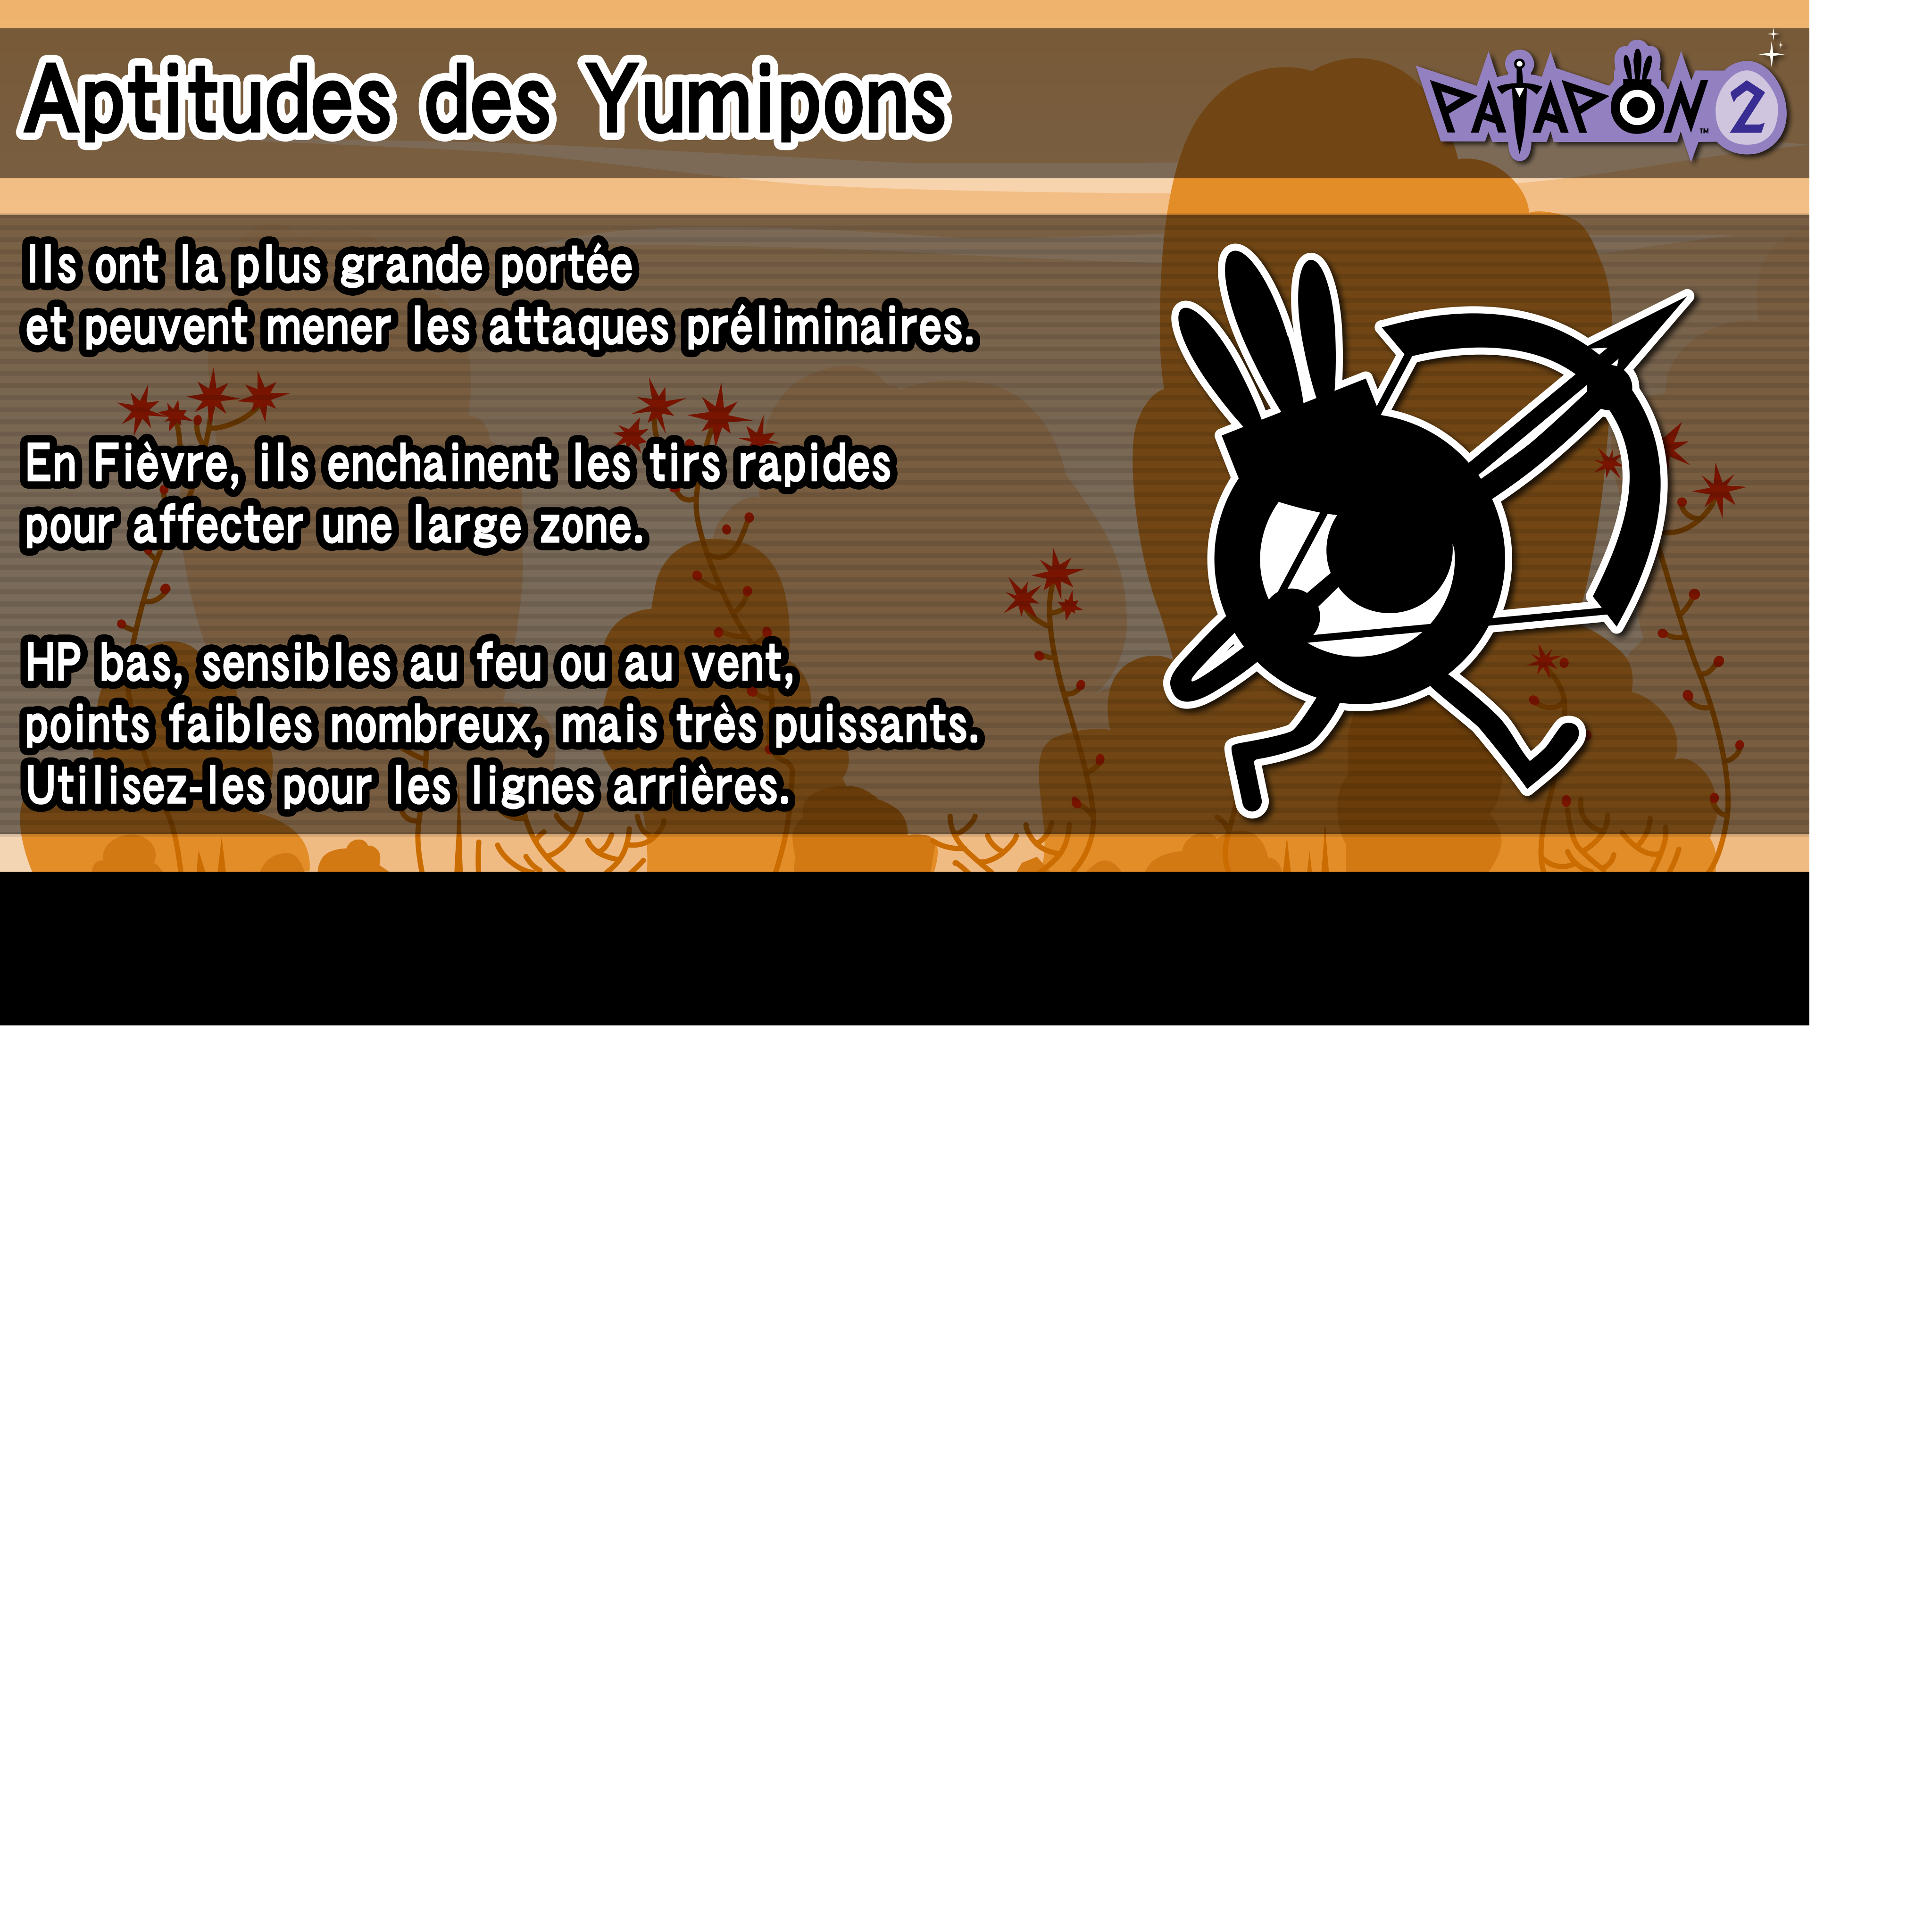 Aptitudes des Yumipons
PATAPON™ 2
Ils ont la plus grande portée
et peuvent mener les attaques préliminaires.
En Fièvre, ils enchainent les tirs rapides
pour affecter une large zone.
HP bas, sensibles au feu ou au vent,
points faibles nombreux, mais très puissants.
Utilisez-les pour les lignes arrières.